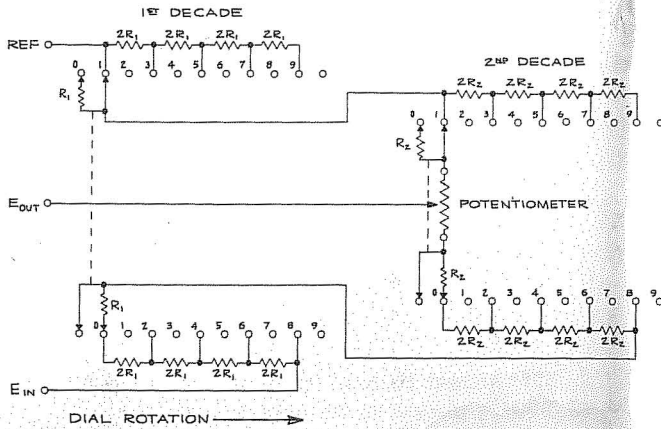 1ST DECADE
REF
2R1 2R1 2R1 2R1
0 1 2 3 4 5 6 7 8 9
R1
2ND DECADE
2R2 2R2 2R2 2R2
0 1 2 3 4 5 6 7 8 9
R2
EOUT
POTENTIOMETER
R2
0 1 2 3 4 5 6 7 8 9
2R2 2R2 2R2 2R2
R1
0 1 2 3 4 5 6 7 8 9
2R1 2R1 2R1 2R1
EIN
DIAL ROTATION